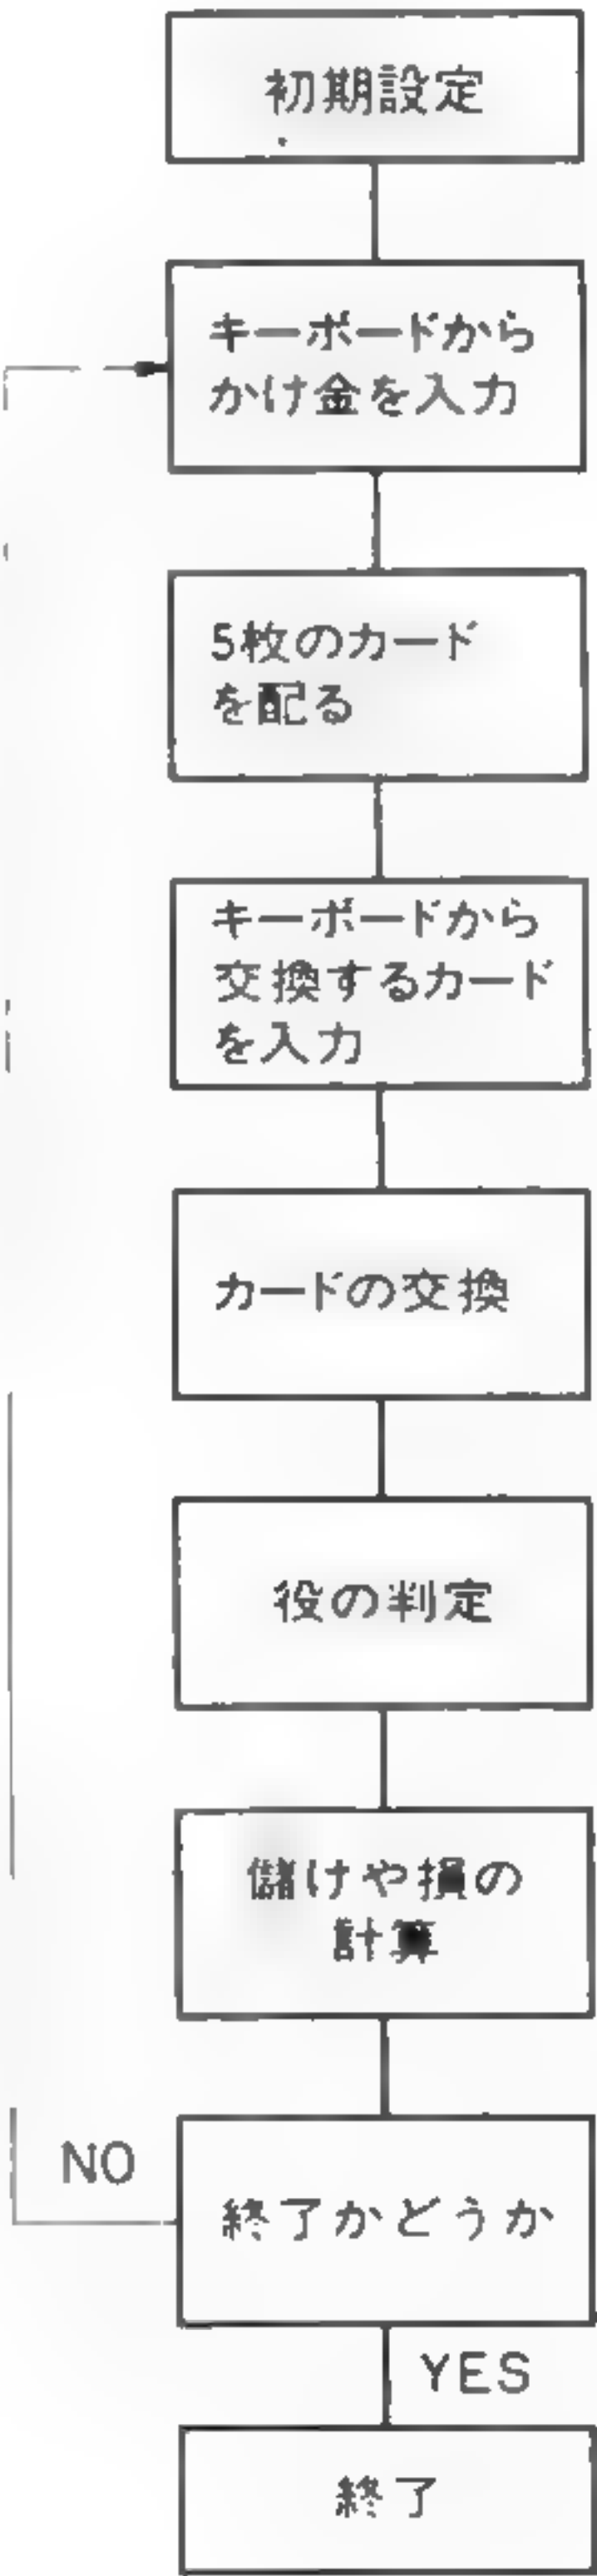 初期設定
キーボードから
かけ金を入力
5枚のカード
を配る
キーボードから
交換するカード
を入力
カードの交換
役の判定
儲けや損の
計算
NO
終了かどうか
YES
終了